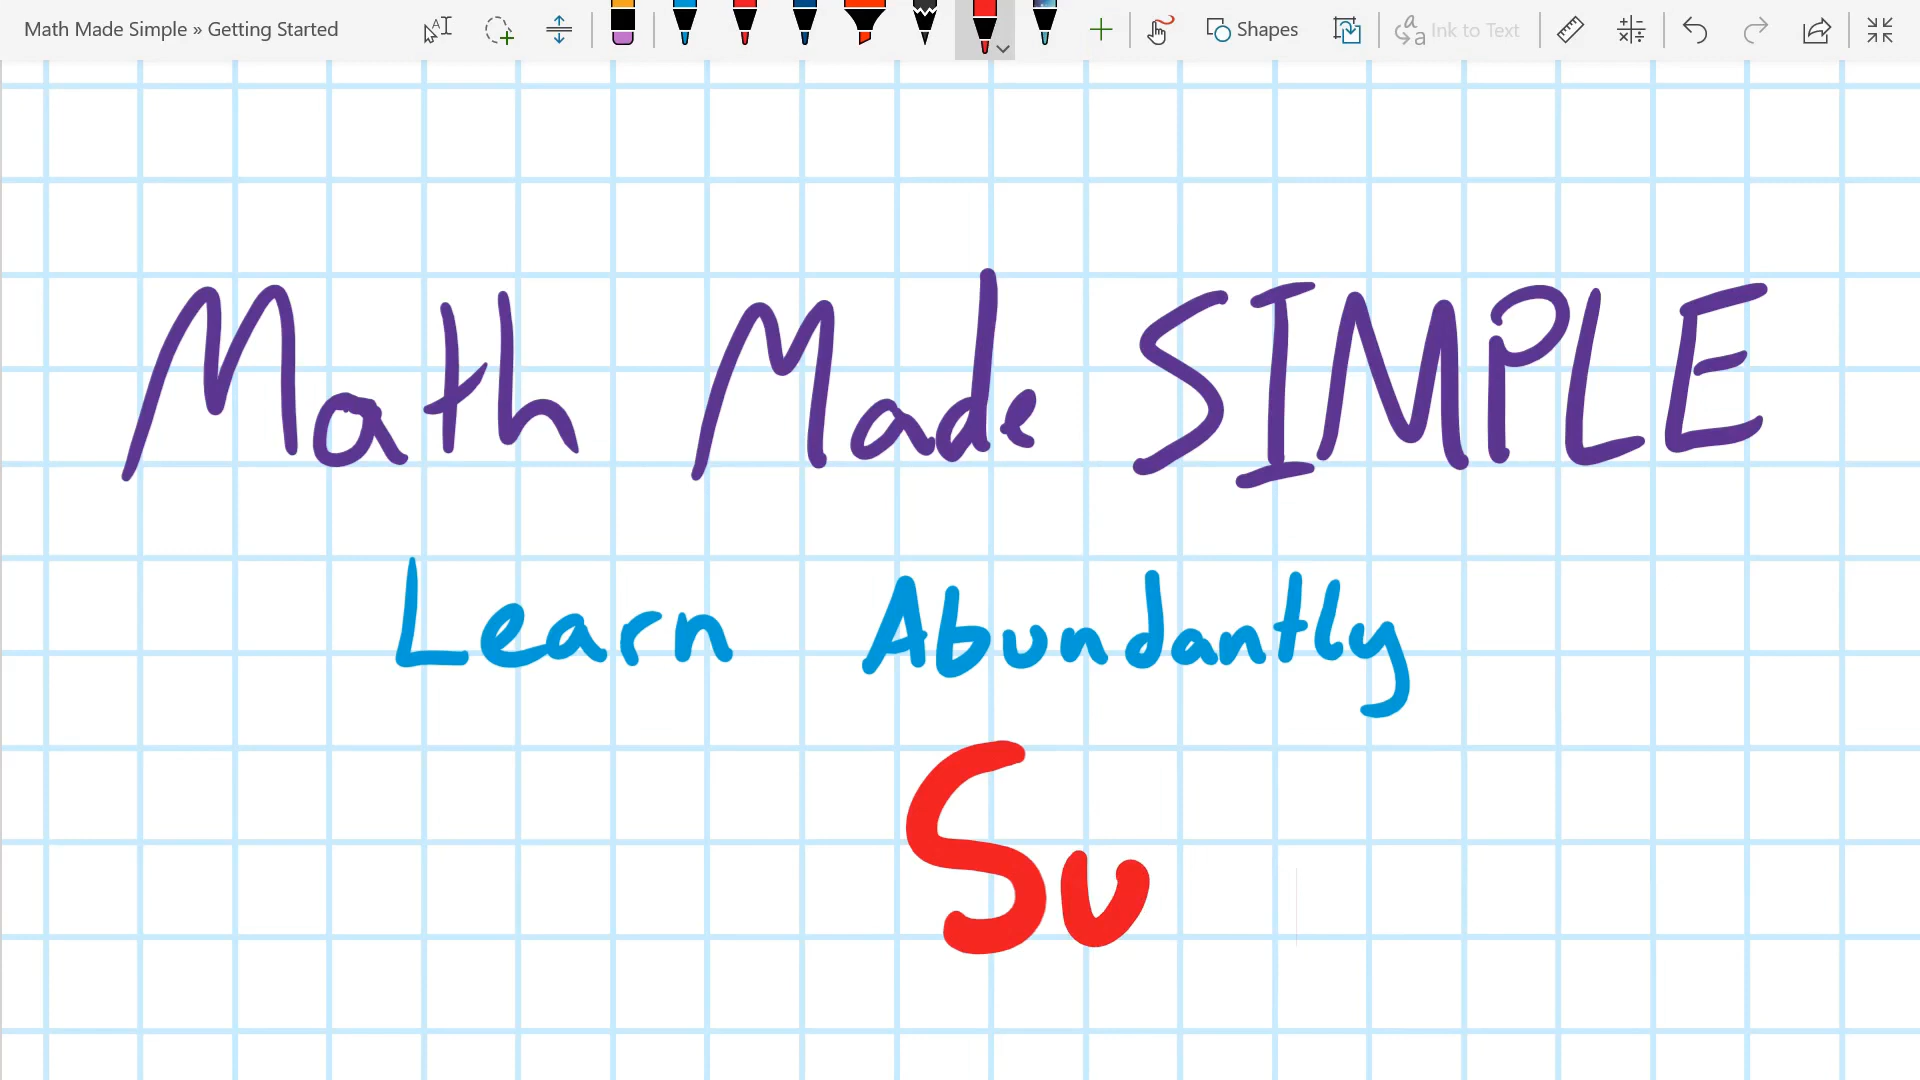 Math Made Simple » Getting Started
Shapes
Ink to Text
Math Made SIMPLE
Learn Abundantly
Su